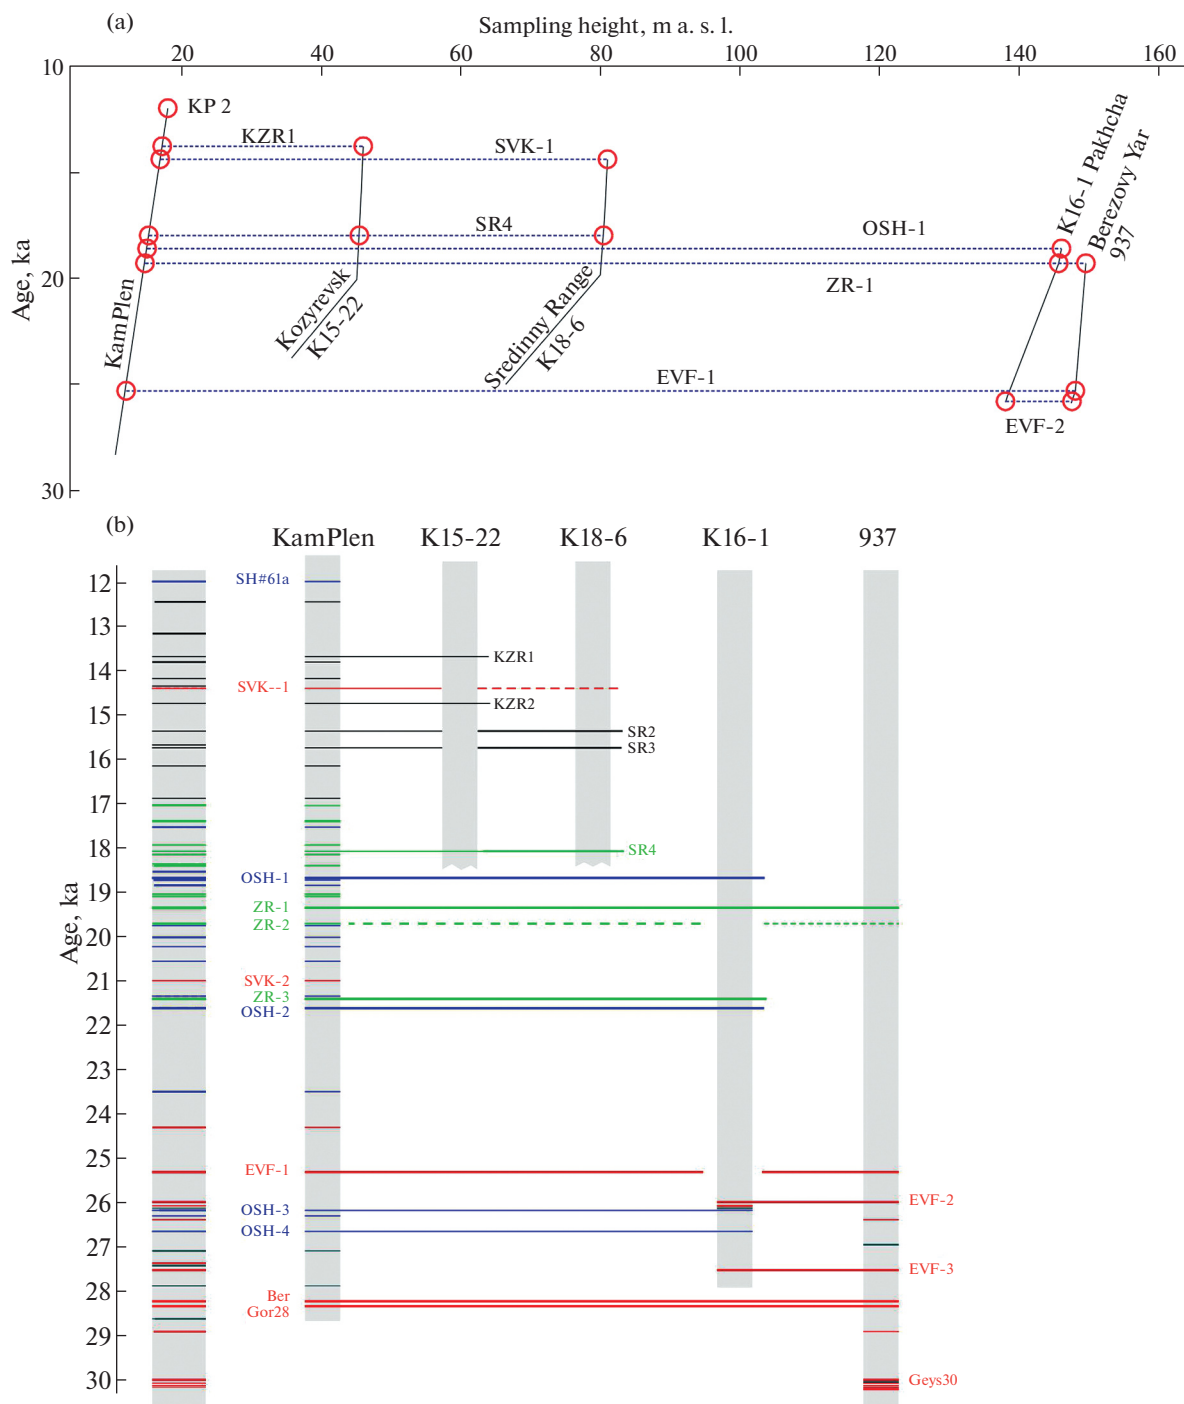 (a)
Sampling height, m a. s. l.
20 40 60 80 100 120 140 160
10
20
30
Age, ka
KP 2
KZR1
SVK-1
SR4
OSH-1
ZR-1
EVF-1
EVF-2
KamPlen
Kozyrevsk
K15-22
Sredinny Range
K18-6
K16-1 Pakhcha
Berezovy Yar
937
(b)
KamPlen K15-22 K18-6 K16-1 937
Age, ka
12
13
14
15
16
17
18
19
20
21
22
23
24
25
26
27
28
29
30
SH#61a
KZR1
SVK--1
KZR2
SR2
SR3
SR4
OSH-1
ZR-1
ZR-2
SVK-2
ZR-3
OSH-2
EVF-1
EVF-2
OSH-3
OSH-4
EVF-3
Ber
Gor28
Geys30